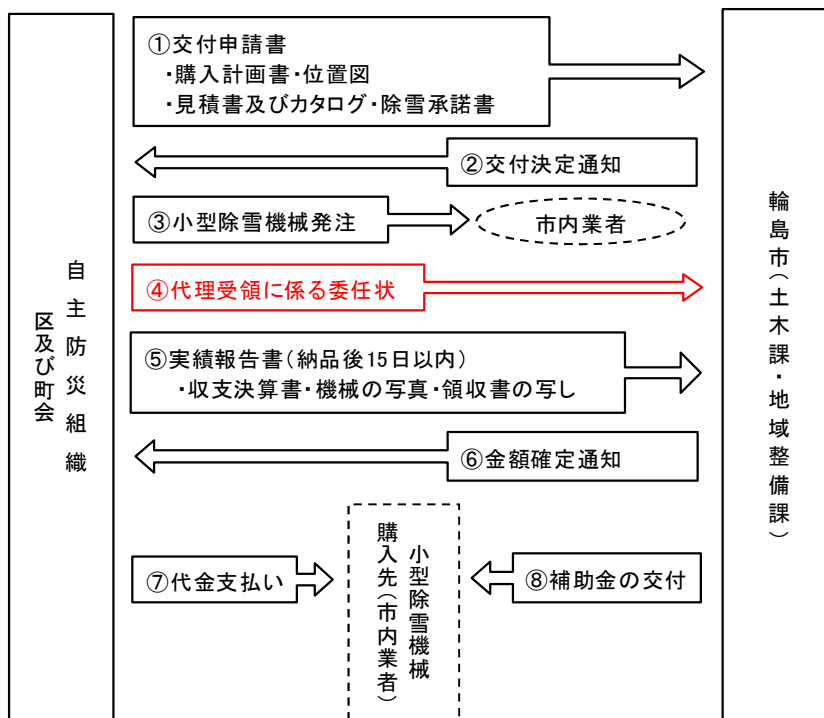 ①交付申請書
・購入計画書・位置図
・見積書及びカタログ・除雪承諾書
②交付決定通知
③小型除雪機械発注
市内業者
④代理受領に係る委任状
⑤実績報告書(納品後15日以内)
・収支決算書・機械の写真・領収書の写し
⑥金額確定通知
⑦代金支払い
小型除雪機械
購入先(市内業者)
⑧補助金の交付
自主防災組織
区及び町会
輪島市(土木課・地域整備課)